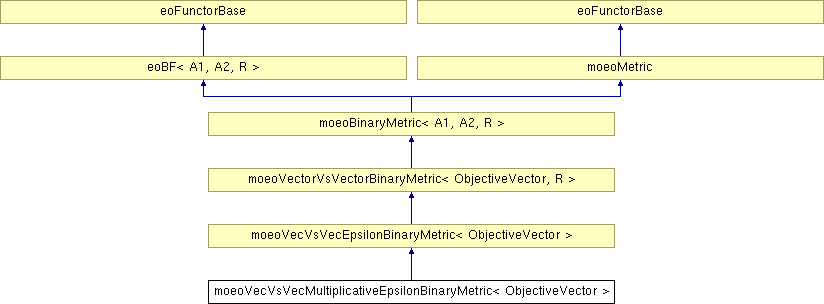 eoFunctorBase
eoFunctorBase
eoBF< A1, A2, R >
moeoMetric
moeoBinaryMetric< A1, A2, R >
moeoVectorVsVectorBinaryMetric< ObjectiveVector, R >
moeoVecVsVecEpsilonBinaryMetric< ObjectiveVector >
moeoVecVsVecMultiplicativeEpsilonBinaryMetric< ObjectiveVector >